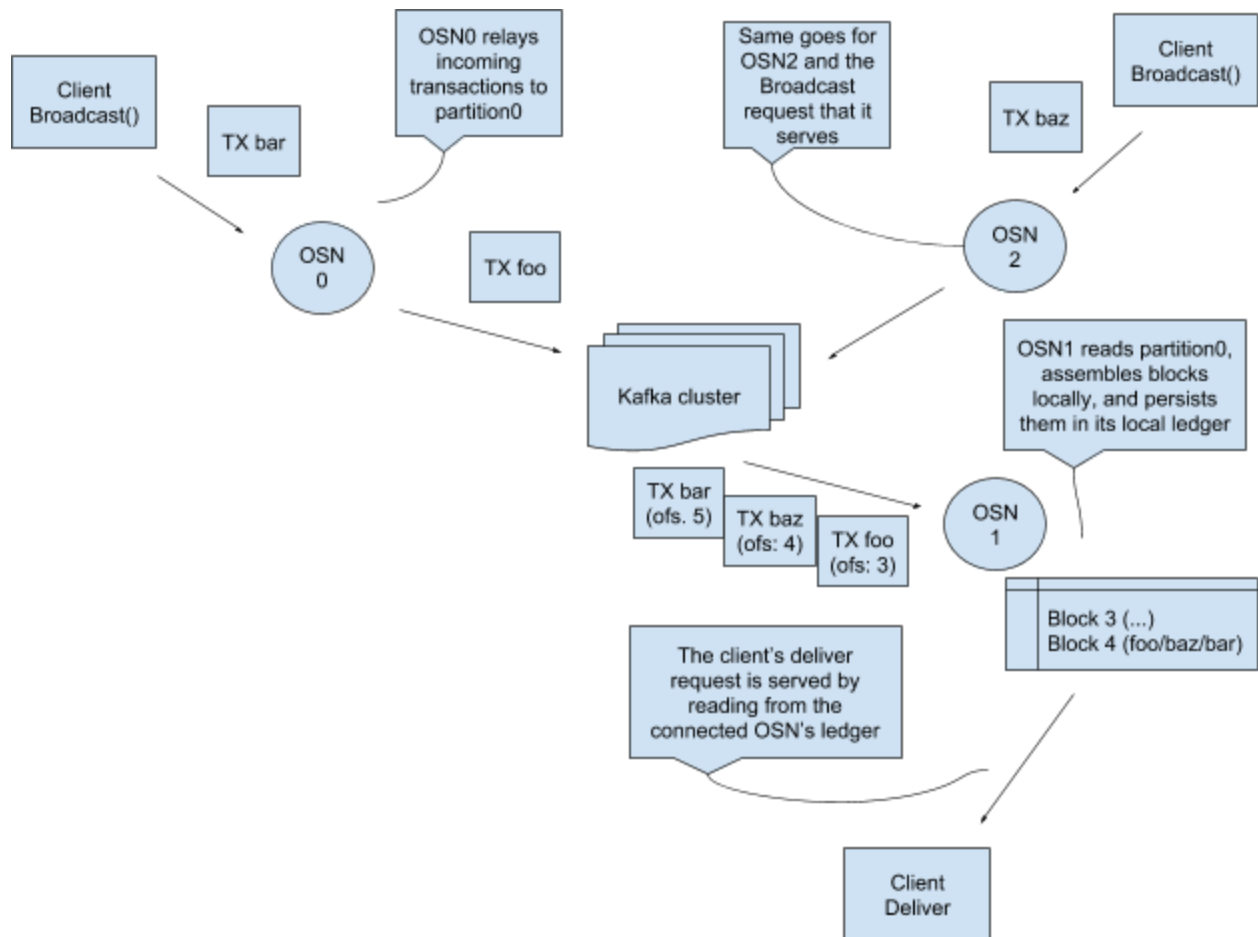 Client
Broadcast()
TX bar
OSN0 relays
incoming
transactions to
partition0
Same goes for
OSN2 and the
Broadcast
request that it
serves
Client
Broadcast()
TX baz
OSN
0
TX foo
OSN
2
Kafka cluster
OSN1 reads partition0,
assembles blocks
locally, and persists
them in its local ledger
TX bar
(ofs. 5)
TX baz
(ofs: 4)
TX foo
(ofs: 3)
OSN
1
Block 3 (...)
Block 4 (foo/baz/bar)
The client's deliver
request is served by
reading from the
connected OSN's ledger
Client
Deliver